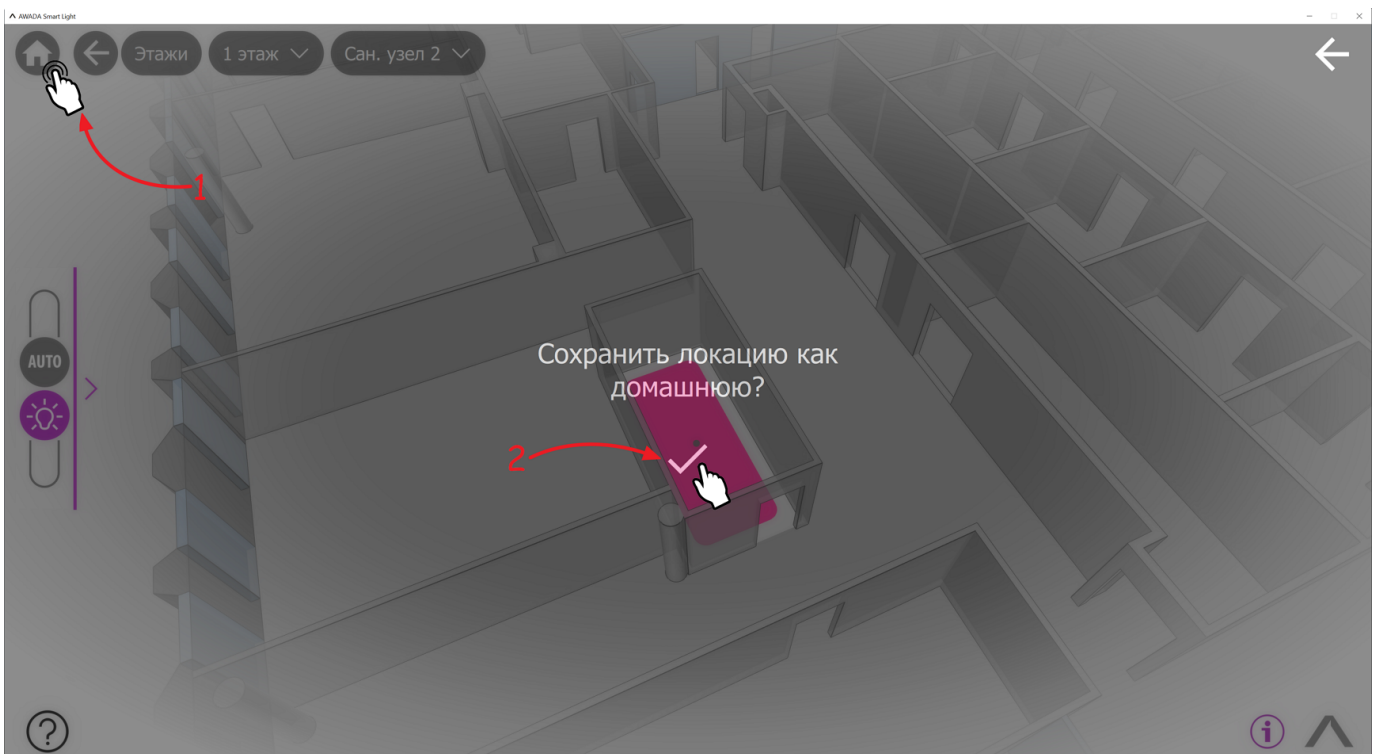 AWADA Smart Light
Этажи
1 этаж
Сан. узел 2
1
AUTO
Сохранить локацию как
домашнюю?
2
?
i